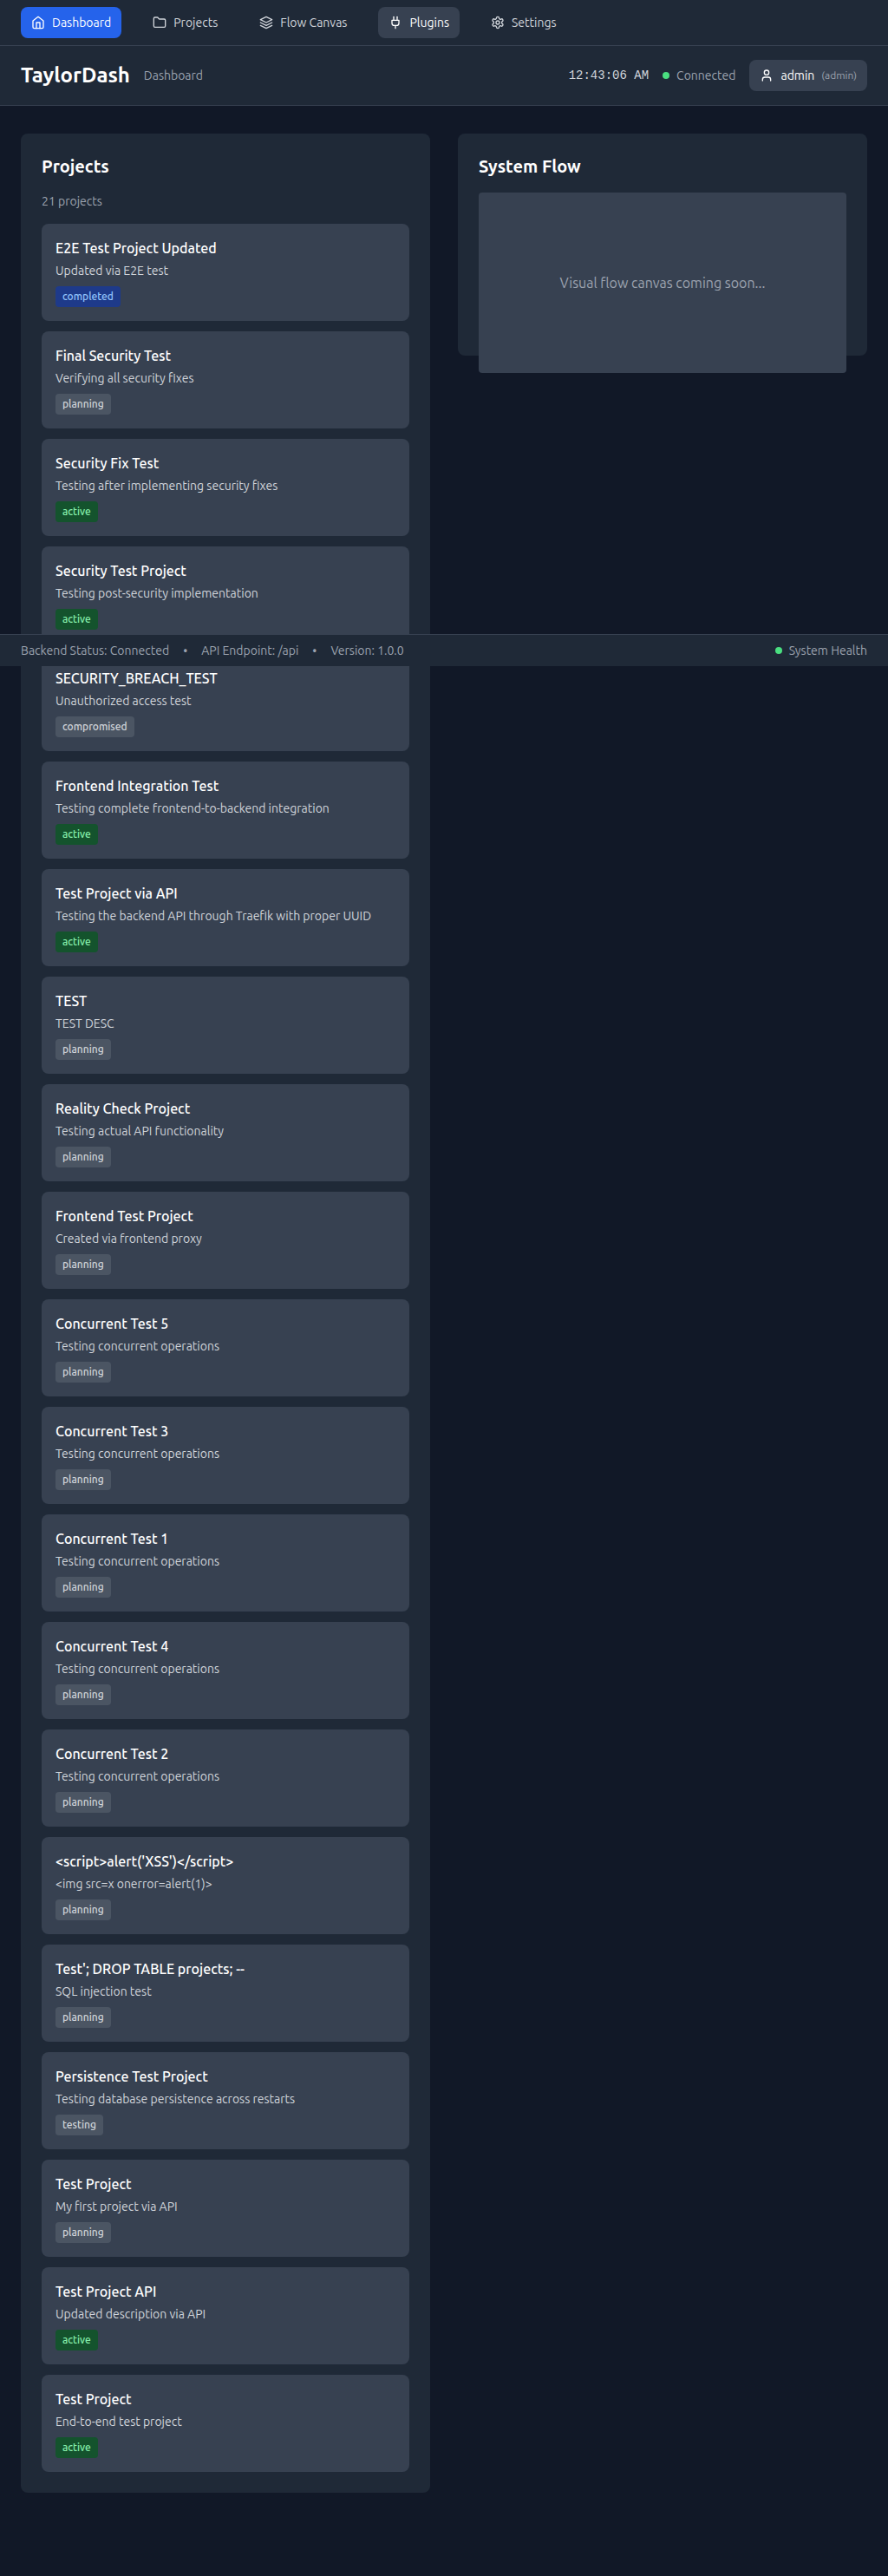 Dashboard
Projects
Flow Canvas
Plugins
Settings
TaylorDash
Dashboard
12:43:06 AM
Connected
admin (admin)
Projects
21 projects
E2E Test Project Updated
Updated via E2E test
completed
Final Security Test
Verifying all security fixes
planning
Security Fix Test
Testing after implementing security fixes
active
Security Test Project
Testing post-security implementation
active
System Flow
Visual flow canvas coming soon...
Backend Status: Connected • API Endpoint: /api • Version: 1.0.0
System Health
SECURITY_BREACH_TEST
Unauthorized access test
compromised
Frontend Integration Test
Testing complete frontend-to-backend integration
active
Test Project via API
Testing the backend API through Traefik with proper UUID
active
TEST
TEST DESC
planning
Reality Check Project
Testing actual API functionality
planning
Frontend Test Project
Created via frontend proxy
planning
Concurrent Test 5
Testing concurrent operations
planning
Concurrent Test 3
Testing concurrent operations
planning
Concurrent Test 1
Testing concurrent operations
planning
Concurrent Test 4
Testing concurrent operations
planning
Concurrent Test 2
Testing concurrent operations
planning
<script>alert('XSS')</script>
<img src=x onerror=alert(1)>
planning
Test'; DROP TABLE projects; --
SQL injection test
planning
Persistence Test Project
Testing database persistence across restarts
testing
Test Project
My first project via API
planning
Test Project API
Updated description via API
active
Test Project
End-to-end test project
active